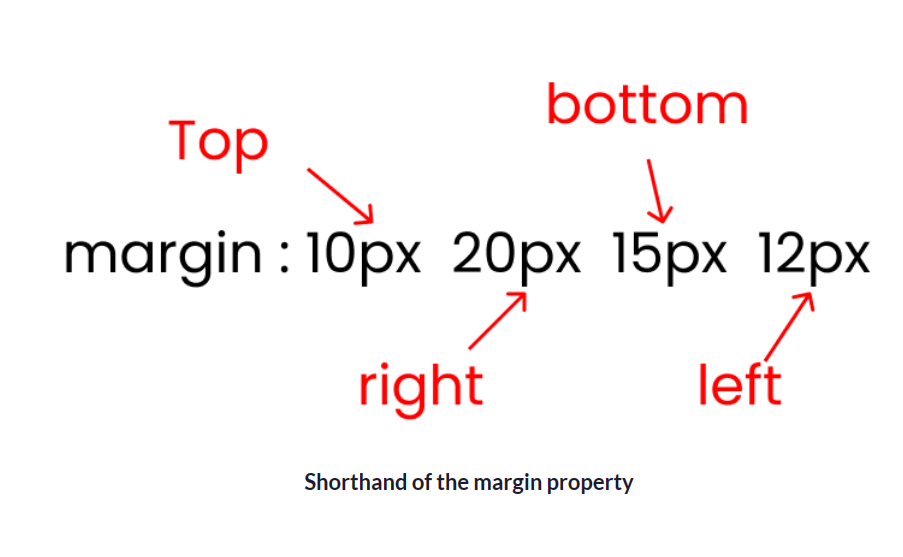 bottom
Top
margin : 10px 20px 15px 12px
right
left
Shorthand of the margin property